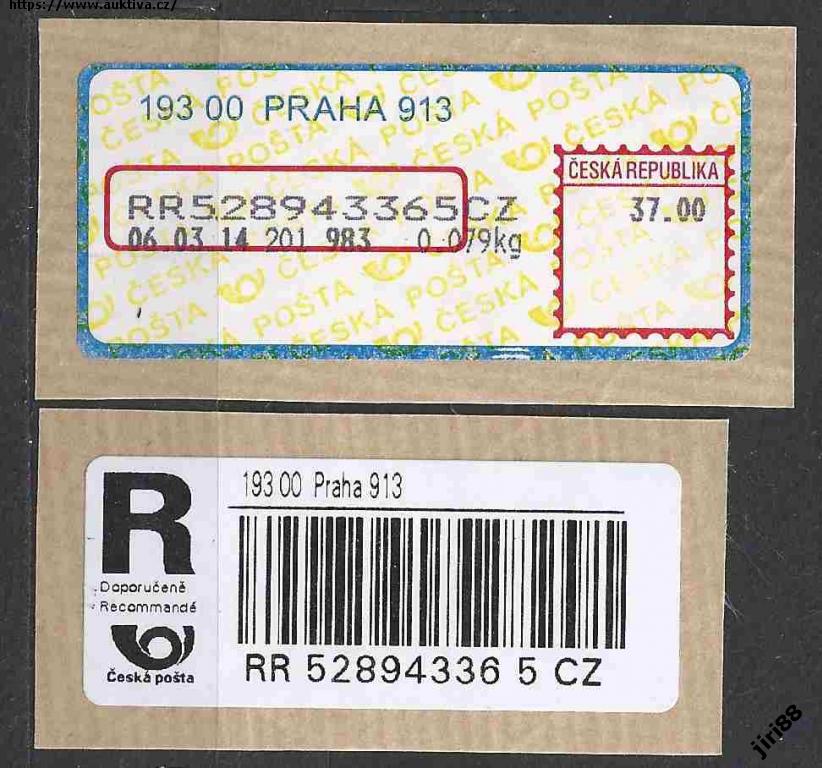 https://www.auktiva.cz/
193 00 PRAHA 913
ČESKÁ REPUBLIKA
37.00
RR528943365CZ
06.03.14 201 983 0.079kg
R
Doporučeně
Recommandé
Česká pošta
193 00 Praha 913
RR 52894336 5 CZ
jiri88